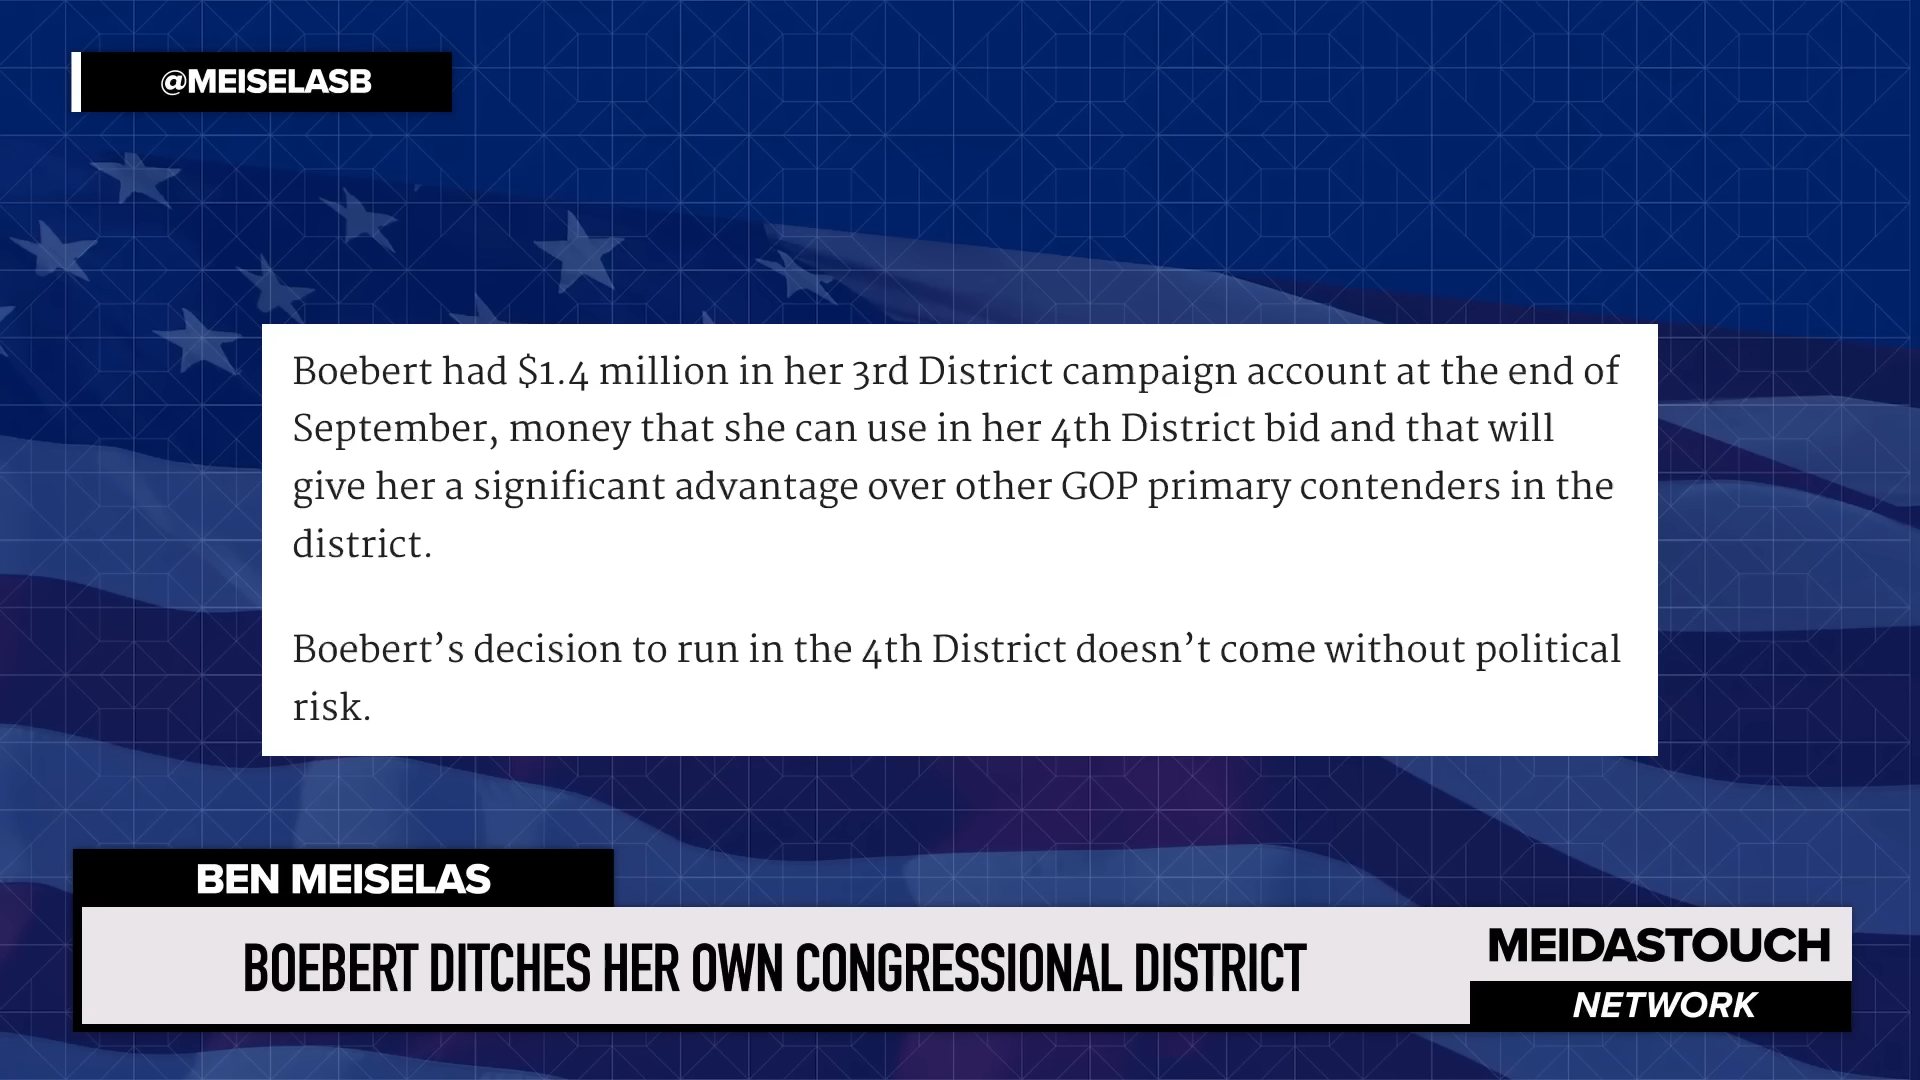 @MEISELASB
Boebert had $1.4 million in her 3rd District campaign account at the end of
September, money that she can use in her 4th District bid and that will
give her a significant advantage over other GOP primary contenders in the
district.
Boebert’s decision to run in the 4th District doesn’t come without political
risk.
BEN MEISELAS
BOEBERT DITCHES HER OWN CONGRESSIONAL DISTRICT
MEIDASTOUCH
NETWORK